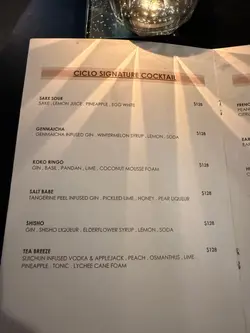 CICLO SIGNATURE COCKTAIL
SAKE SOUR $128
SAKE . LEMON JUICE . PINEAPPLE . EGG WHITE
GENMAICHA $128
GENMAICHA INFUSED GIN . WINTERMELON SYRUP . LEMON . SODA
KOKO RINGO $128
GIN . BASIL . PANDAN . LIME . COCONUT MOUSSE FOAM
SALT BAKE $128
TANGERINE PEEL INFUSED GIN . PICKLED LIME . HONEY . PEAR LIQUEUR
SHISHO $128
GIN . SHISHO LIQUEUR . ELDERFLOWER SYRUP . LEMON . SODA
TEA BREEZE $128
SUICHUN INFUSED VODKA & APPLEJACK . PEACH . OSMANTHUS . LIME .
PINEAPPLE . TONIC . LYCHEE CANE FOAM